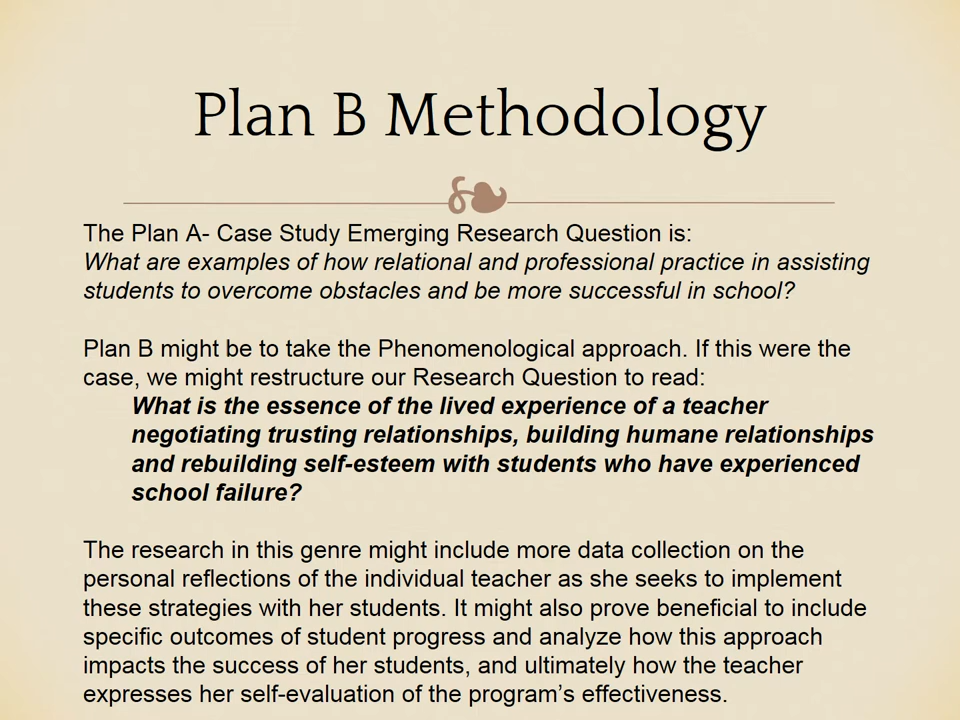 Plan B Methodology
The Plan A- Case Study Emerging Research Question is:
What are examples of how relational and professional practice in assisting
students to overcome obstacles and be more successful in school?
Plan B might be to take the Phenomenological approach. If this were the
case, we might restructure our Research Question to read:
What is the essence of the lived experience of a teacher
negotiating trusting relationships, building humane relationships
and rebuilding self-esteem with students who have experienced
school failure?
The research in this genre might include more data collection on the
personal reflections of the individual teacher as she seeks to implement
these strategies with her students. It might also prove beneficial to include
specific outcomes of student progress and analyze how this approach
impacts the success of her students, and ultimately how the teacher
expresses her self-evaluation of the program’s effectiveness.